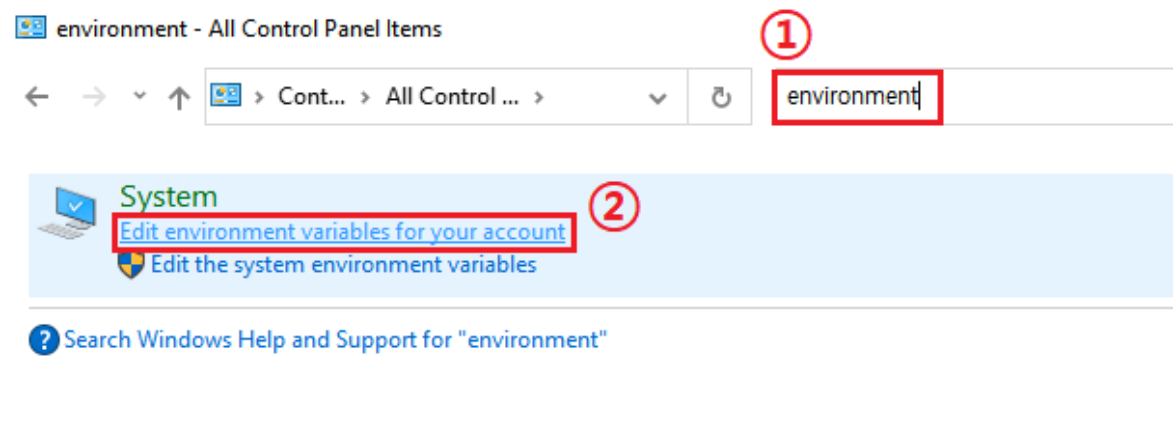 environment - All Control Panel Items
①
Cont... > All Control ... >
environment
System
②
Edit environment variables for your account
Edit the system environment variables
? Search Windows Help and Support for "environment"